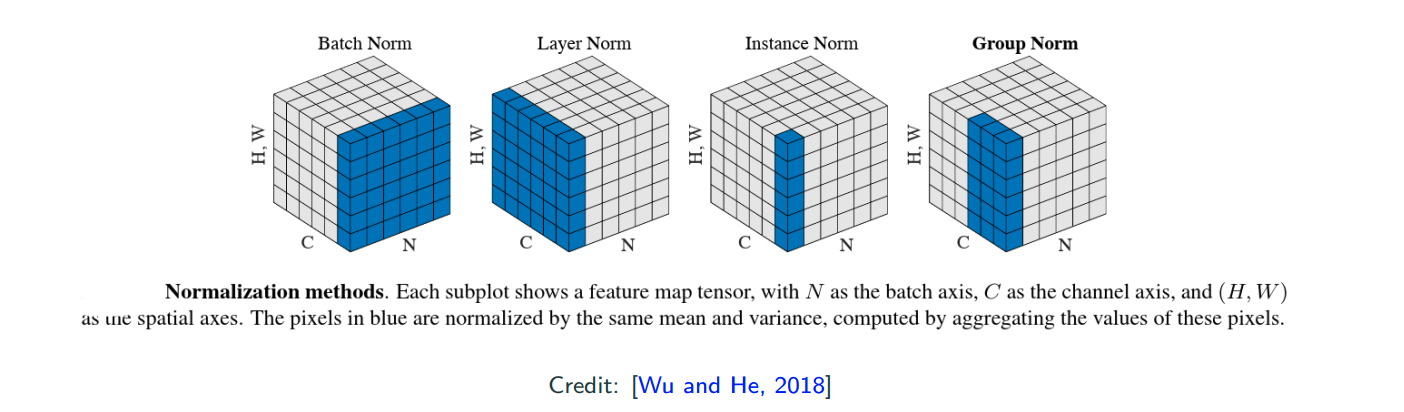 Batch Norm Layer Norm Instance Norm Group Norm
H, W H, W H, W H, W
C N C N C N C N
Normalization methods. Each subplot shows a feature map tensor, with N as the batch axis, C as the channel axis, and (H, W)
as the spatial axes. The pixels in blue are normalized by the same mean and variance, computed by aggregating the values of these pixels.
Credit: [Wu and He, 2018]